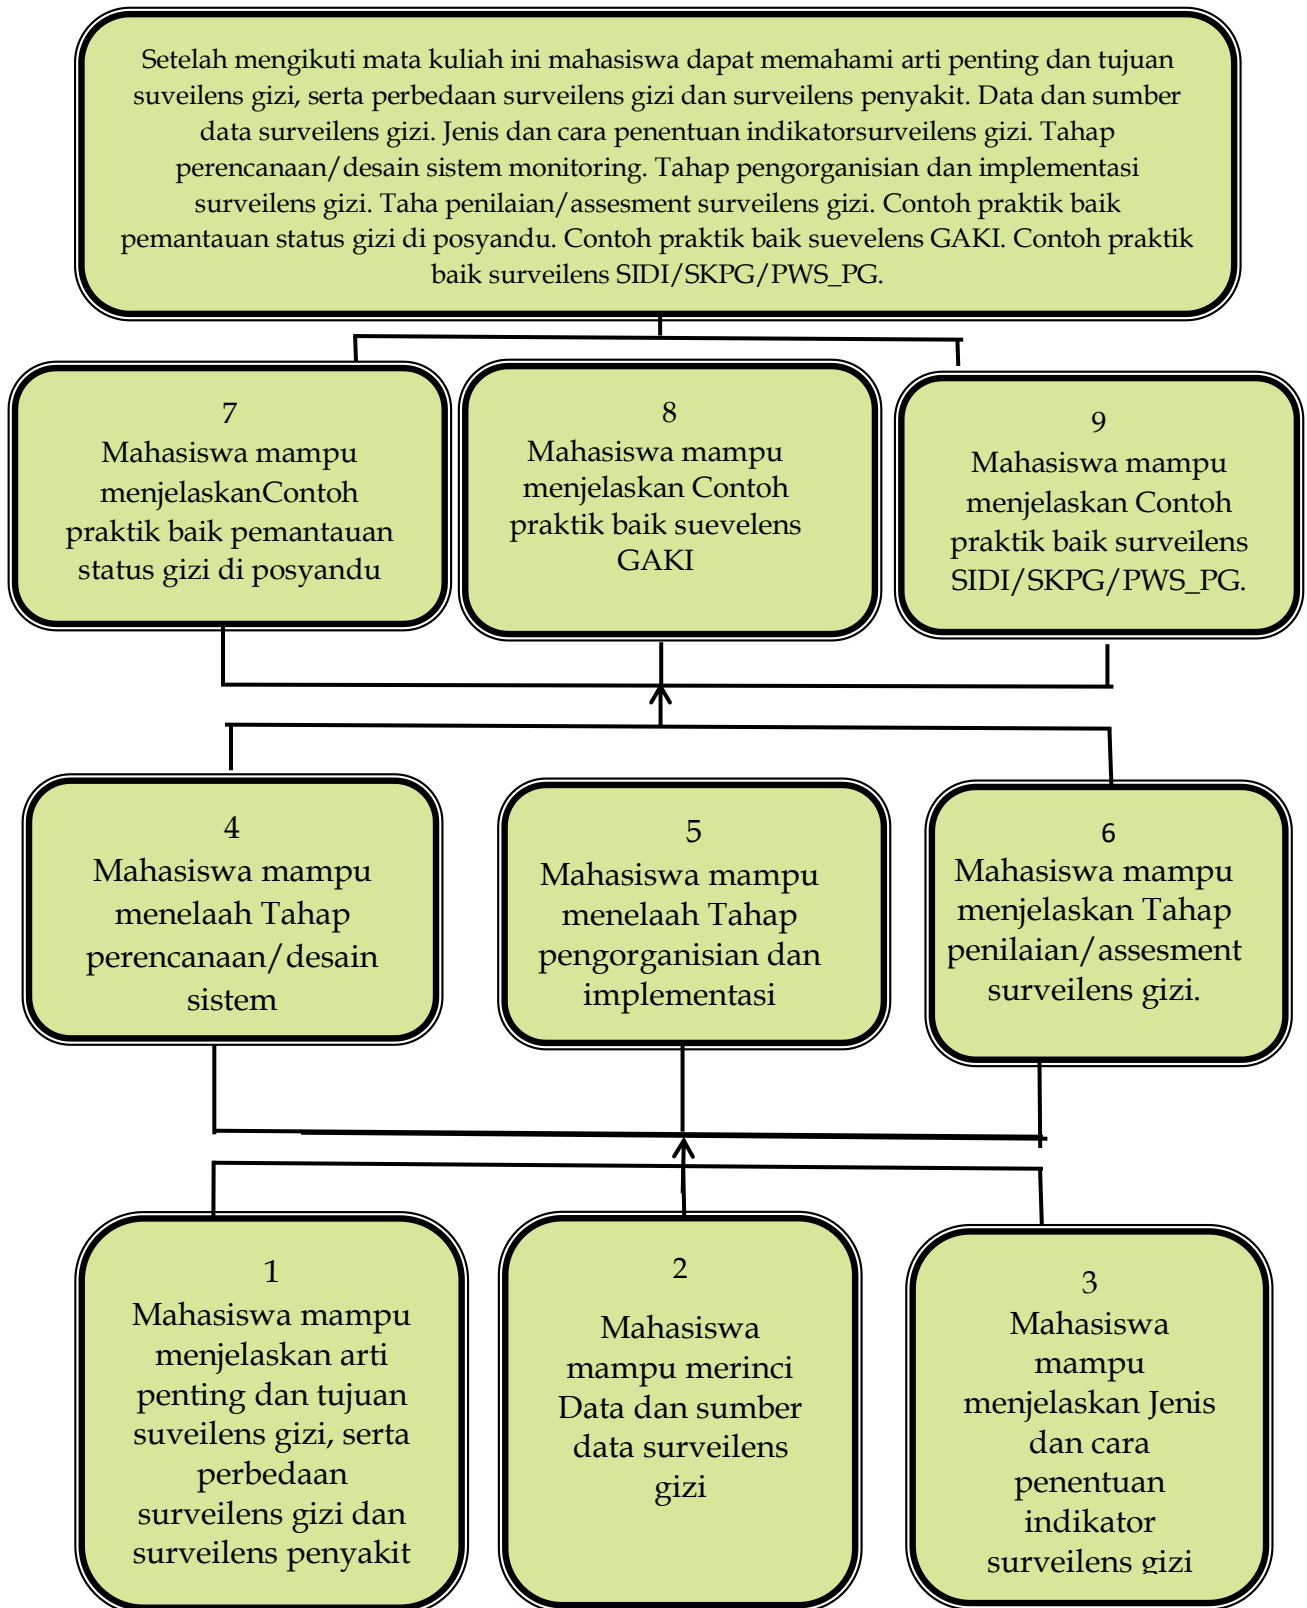 Setelah mengikuti mata kuliah ini mahasiswa dapat memahami arti penting dan tujuan
suveilens gizi, serta perbedaan surveilens gizi dan surveilens penyakit. Data dan sumber
data surveilens gizi. Jenis dan cara penentuan indikatorsurveilens gizi. Tahap
perencanaan/desain sistem monitoring. Tahap pengorganisian dan implementasi
surveilens gizi. Taha penilaian/assesment surveilens gizi. Contoh praktik baik
pemantauan status gizi di posyandu. Contoh praktik baik suevelens GAKI. Contoh praktik
baik surveilens SIDI/SKPG/PWS_PG.
7
Mahasiswa mampu
menjelaskanContoh
praktik baik pemantauan
status gizi di posyandu
8
Mahasiswa mampu
menjelaskan Contoh
praktik baik suevelens
GAKI
9
Mahasiswa mampu
menjelaskan Contoh
praktik baik surveilens
SIDI/SKPG/PWS_PG.
4
Mahasiswa mampu
menelaah Tahap
perencanaan/desain
sistem
5
Mahasiswa mampu
menelaah Tahap
pengorganisian dan
implementasi
6
Mahasiswa mampu
menjelaskan Tahap
penilaian/assesment
surveilens gizi.
1
Mahasiswa mampu
menjelaskan arti
penting dan tujuan
suveilens gizi, serta
perbedaan
surveilens gizi dan
surveilens penyakit
2
Mahasiswa
mampu merinci
Data dan sumber
data surveilens
gizi
3
Mahasiswa
mampu
menjelaskan Jenis
dan cara
penentuan
indikator
surveilens gizi